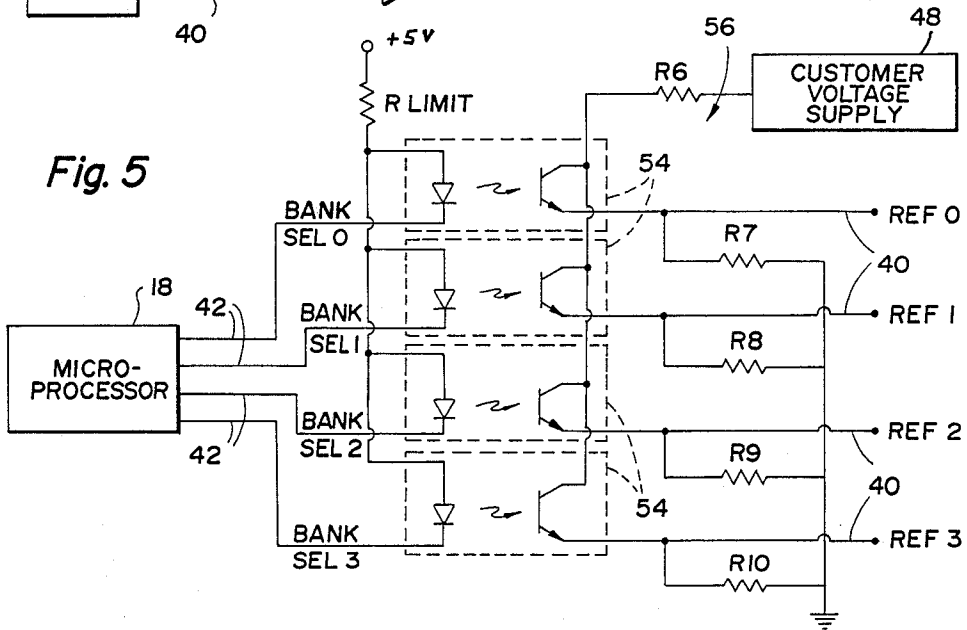 40
+5V
R LIMIT
56
48
R6
CUSTOMER
VOLTAGE
SUPPLY
Fig. 5
54
BANK
SEL 0
REF 0
R7
40
18
42
BANK
SEL 1
REF 1
R8
MICRO-
PROCESSOR
42
BANK
SEL 2
REF 2
R9
54
40
BANK
SEL 3
REF 3
R10